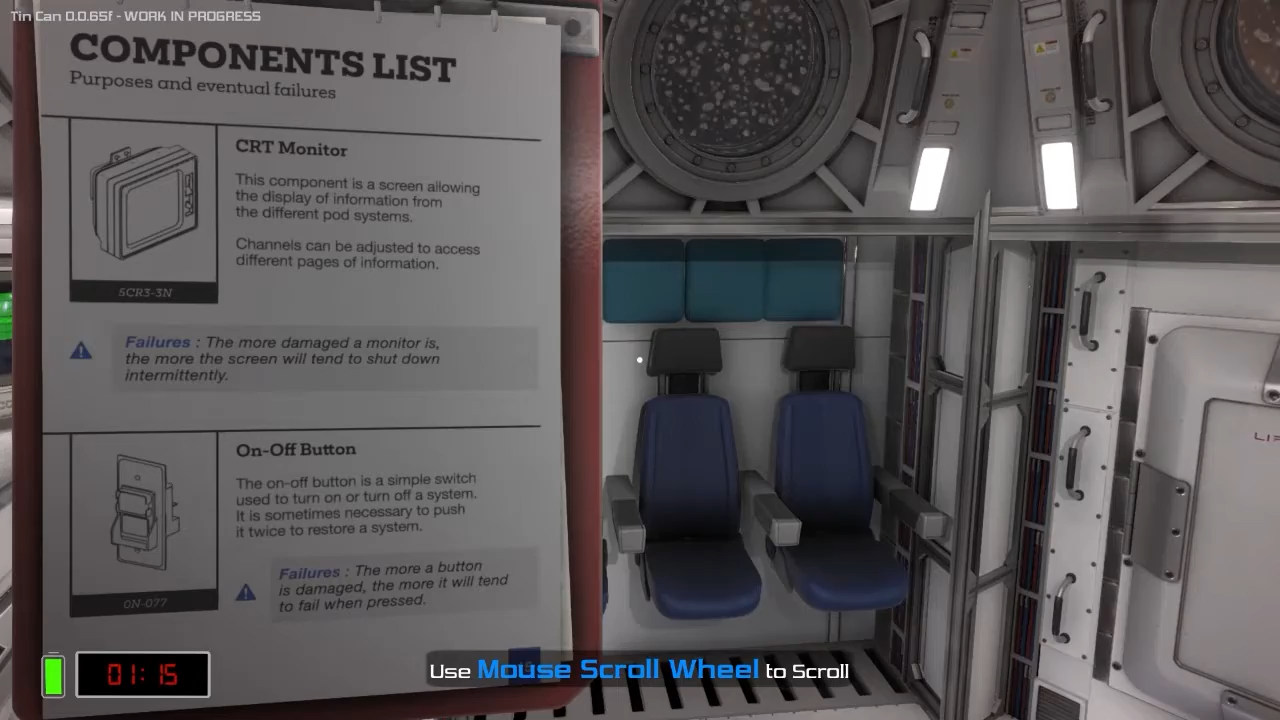 Tin Can 0.0.65f - WORK IN PROGRESS
COMPONENTS LIST
Purposes and eventual failures
CRT Monitor
This component is a screen allowing
the display of information from
the different pod systems.
Channels can be adjusted to access
different pages of information.
SCR3-3N
Failures : The more damaged a monitor is,
the more the screen will tend to shut down
intermittently.
On-Off Button
The on-off button is a simple switch
used to turn on or turn off a system.
It is sometimes necessary to push
it twice to restore a system.
0N-077
Failures : The more a button
is damaged, the more it will tend
to fail when pressed.
01:15
Use Mouse Scroll Wheel to Scroll